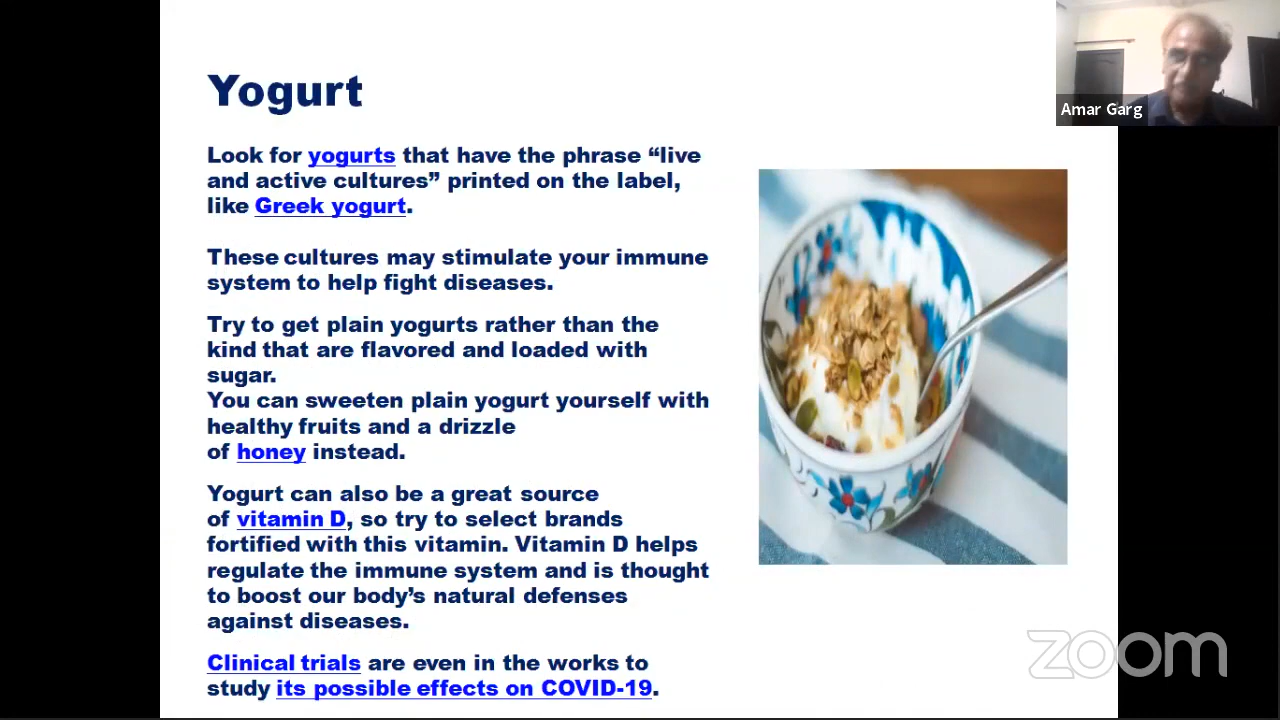 Yogurt
Look for yogurts that have the phrase “live
and active cultures” printed on the label,
like Greek yogurt.
These cultures may stimulate your immune
system to help fight diseases.
Try to get plain yogurts rather than the
kind that are flavored and loaded with
sugar.
You can sweeten plain yogurt yourself with
healthy fruits and a drizzle
of honey instead.
Yogurt can also be a great source
of vitamin D, so try to select brands
fortified with this vitamin. Vitamin D helps
regulate the immune system and is thought
to boost our body’s natural defenses
against diseases.
Clinical trials are even in the works to
study its possible effects on COVID-19.
Amar Garg
zoom